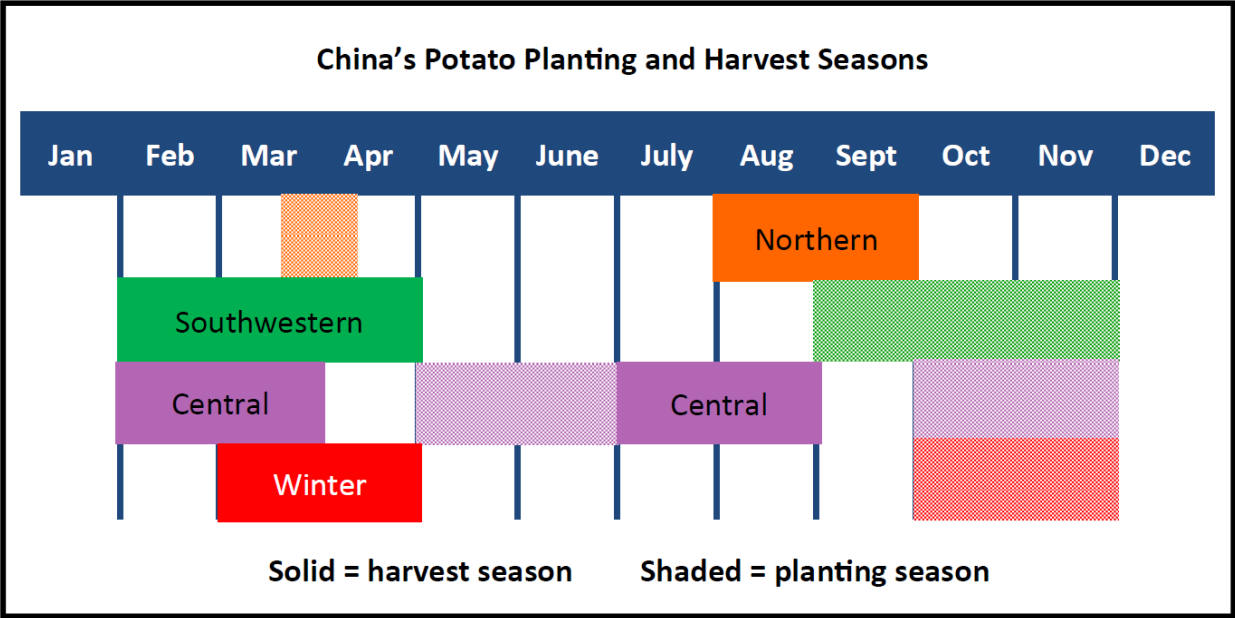 China’s Potato Planting and Harvest Seasons
Jan Feb Mar Apr May June July Aug Sept Oct Nov Dec
Northern
Southwestern
Central Central
Winter
Solid = harvest season Shaded = planting season